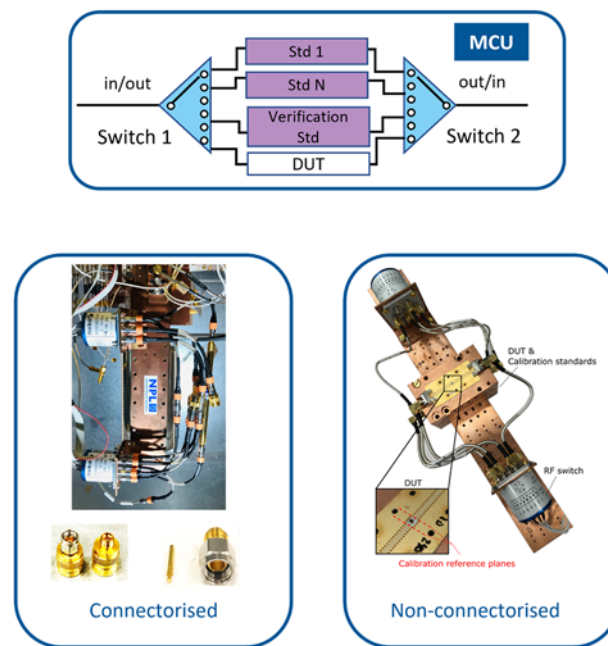 MCU
Std 1
in/out
Std N
out/in
Verification
Std
Switch 1
Switch 2
DUT
NPL
DUT &
Calibration standards
RF switch
DUT
Calibration reference planes
Connectorised
Non-connectorised